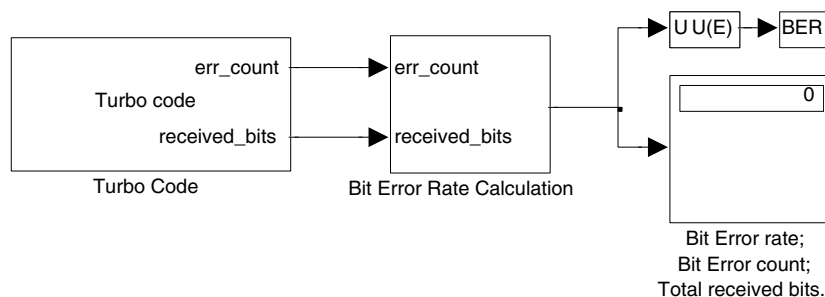 err_count
Turbo code
received_bits
Turbo Code
err_count
received_bits
Bit Error Rate Calculation
U U(E)
BER
0
Bit Error rate;
Bit Error count;
Total received bits.